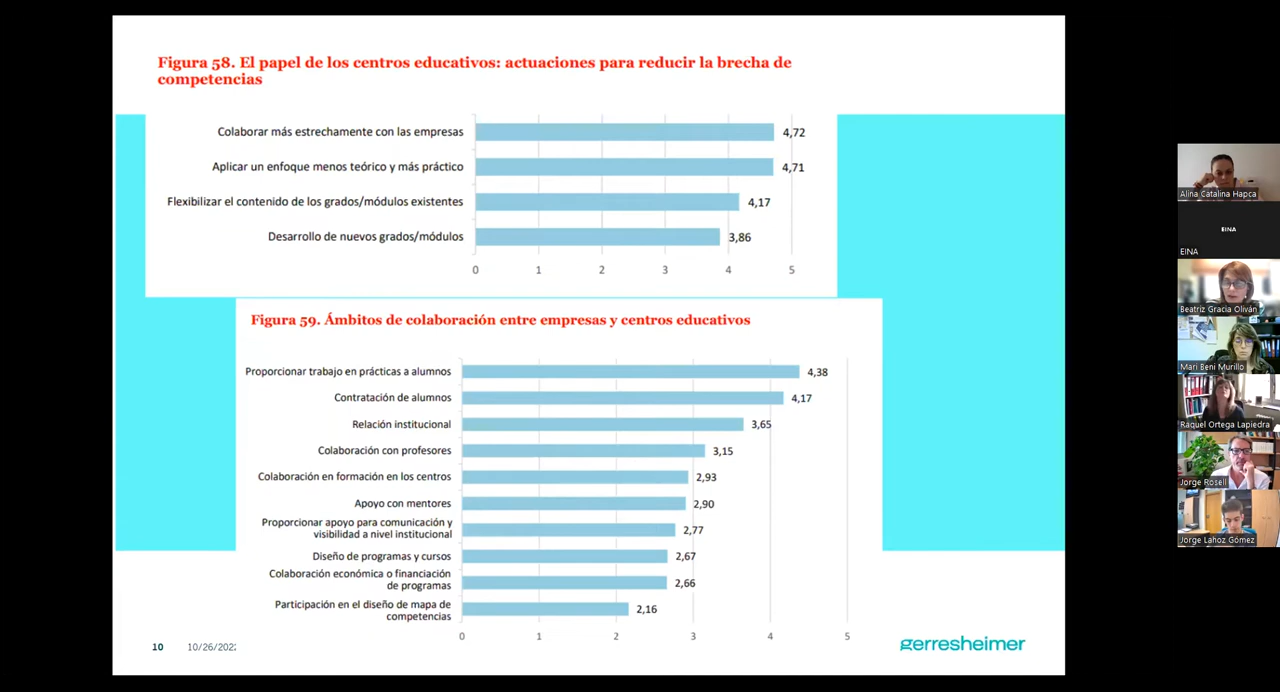 Figura 58. El papel de los centros educativos: actuaciones para reducir la brecha de
competencias
Colaborar más estrechamente con las empresas
4,72
Aplicar un enfoque menos teórico y más práctico
4,71
Flexibilizar el contenido de los grados/módulos existentes
4,17
Desarrollo de nuevos grados/módulos
3,86
0 1 2 3 4 5
Figura 59. Ámbitos de colaboración entre empresas y centros educativos
Proporcionar trabajo en prácticas a alumnos
4,38
Contratación de alumnos
4,17
Relación institucional
3,65
Colaboración con profesores
3,15
Colaboración en formación en los centros
2,93
Apoyo con mentores
2,90
Proporcionar apoyo para comunicación y
visibilidad a nivel institucional
2,77
Diseño de programas y cursos
2,67
Colaboración económica o financiación
de programas
2,66
Participación en el diseño de mapa de
competencias
2,16
0 1 2 3 4 5
10 10/26/2022
gerresheimer
Alina Catalina Hapca
EINA
EINA
Beatriz Gracia Oliván
Mari Beni Murillo
Raquel Ortega Lapiedra
Jorge Rosell
Jorge Lahoz Gómez